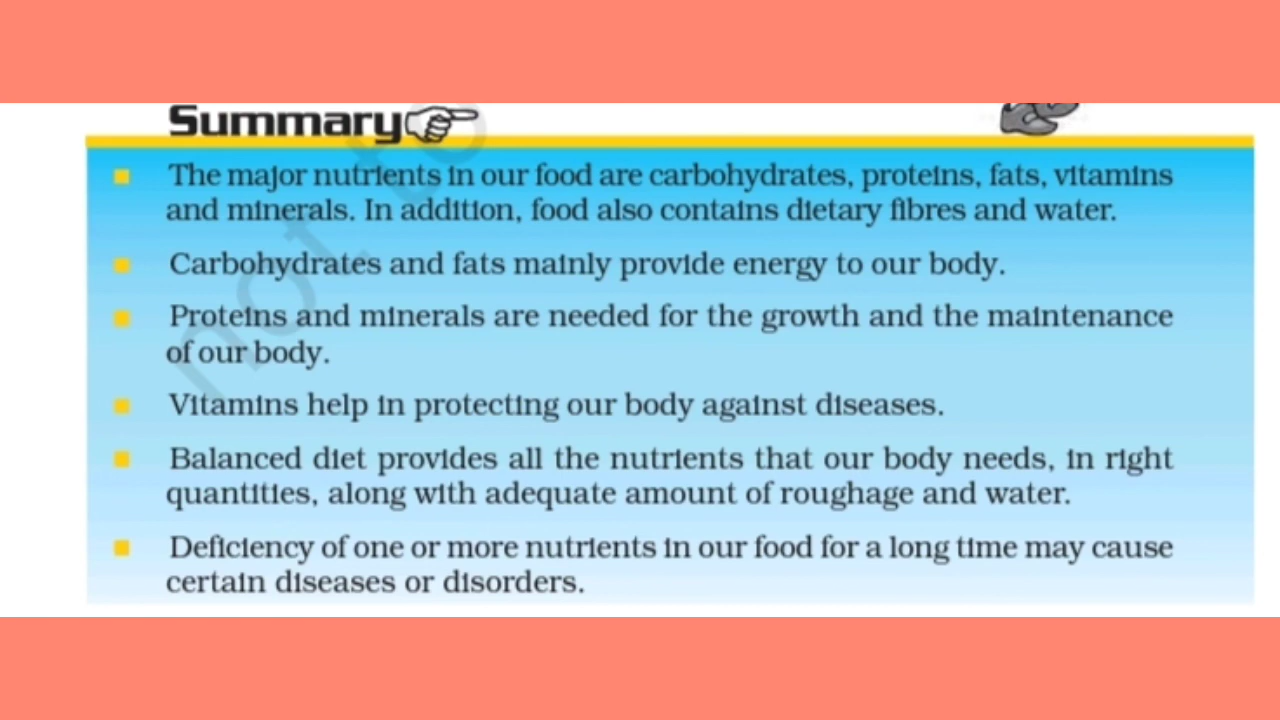 Summary
The major nutrients in our food are carbohydrates, proteins, fats, vitamins
and minerals. In addition, food also contains dietary fibres and water.
Carbohydrates and fats mainly provide energy to our body.
Proteins and minerals are needed for the growth and the maintenance
of our body.
Vitamins help in protecting our body against diseases.
Balanced diet provides all the nutrients that our body needs, in right
quantities, along with adequate amount of roughage and water.
Deficiency of one or more nutrients in our food for a long time may cause
certain diseases or disorders.
not to